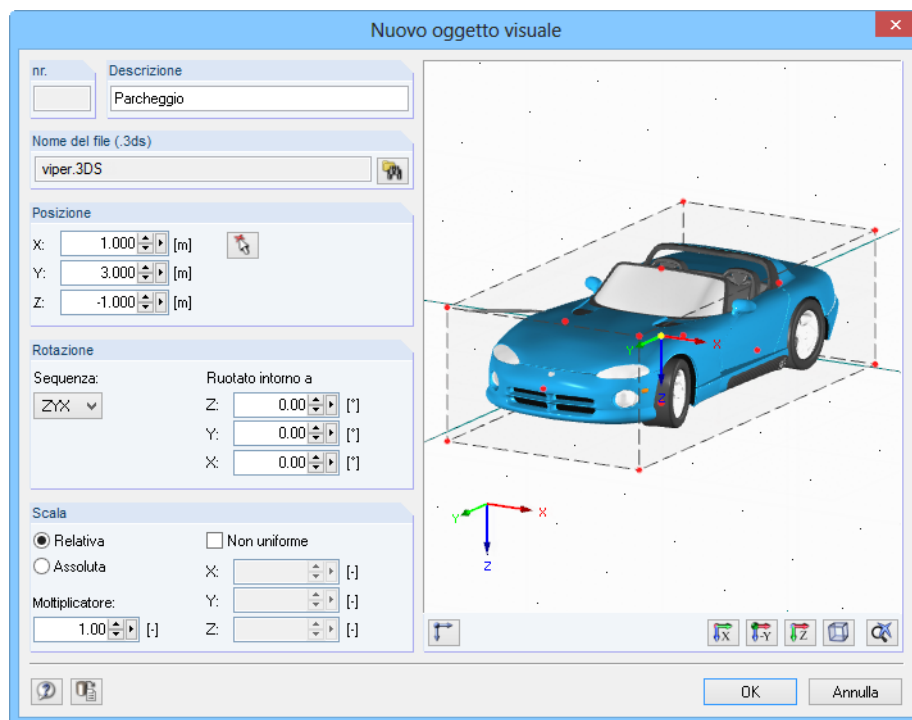 Nuovo oggetto visuale
nr. Descrizione
Parcheggio
Nome del file (.3ds)
viper.3DS
Posizione
X: 1.000 [m]
Y: 3.000 [m]
Z: -1.000 [m]
Rotazione
Sequenza: Ruotato intorno a
ZYX Z: 0.00 [°]
Y: 0.00 [°]
X: 0.00 [°]
Scala
Relativa Non uniforme
Assoluta X: [-]
Moltiplicatore: Y: [-]
1.00 [-] Z: [-]
Y X
Z
Y X
Z
X -Y Z
OK Annulla